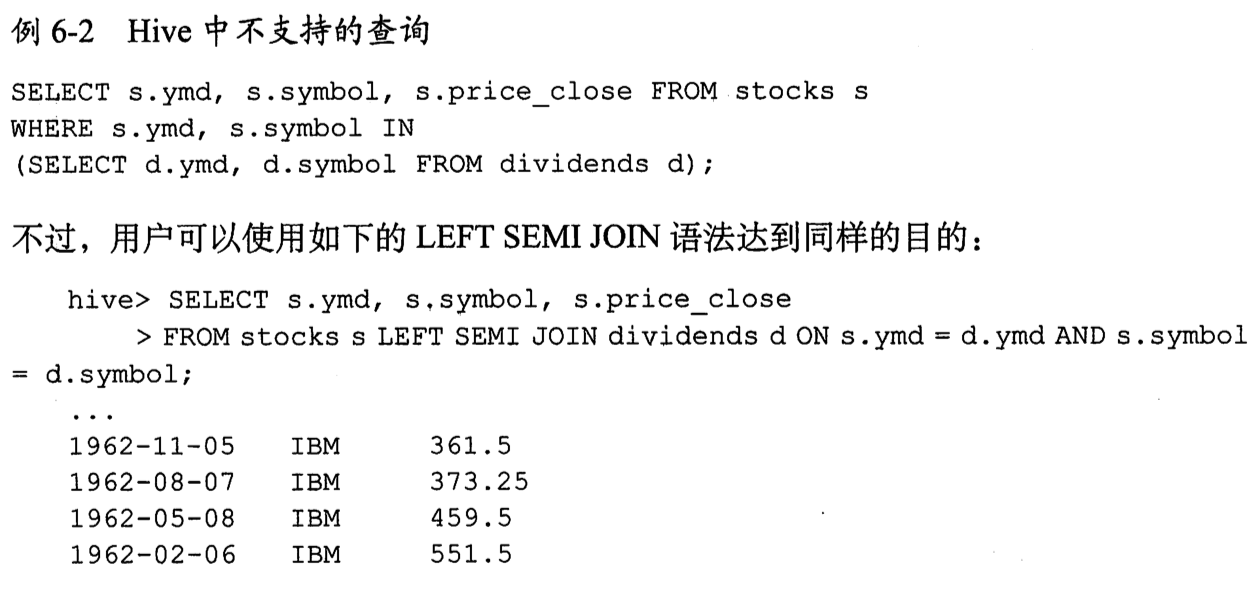 例 6-2 Hive 中不支持的查询
SELECT s.ymd, s.symbol, s.price_close FROM stocks s
WHERE s.ymd, s.symbol IN
(SELECT d.ymd, d.symbol FROM dividends d);
不过，用户可以使用如下的 LEFT SEMI JOIN 语法达到同样的目的：
hive> SELECT s.ymd, s.symbol, s.price_close
> FROM stocks s LEFT SEMI JOIN dividends d ON s.ymd = d.ymd AND s.symbol
= d.symbol;
...
1962-11-05 IBM 361.5
1962-08-07 IBM 373.25
1962-05-08 IBM 459.5
1962-02-06 IBM 551.5